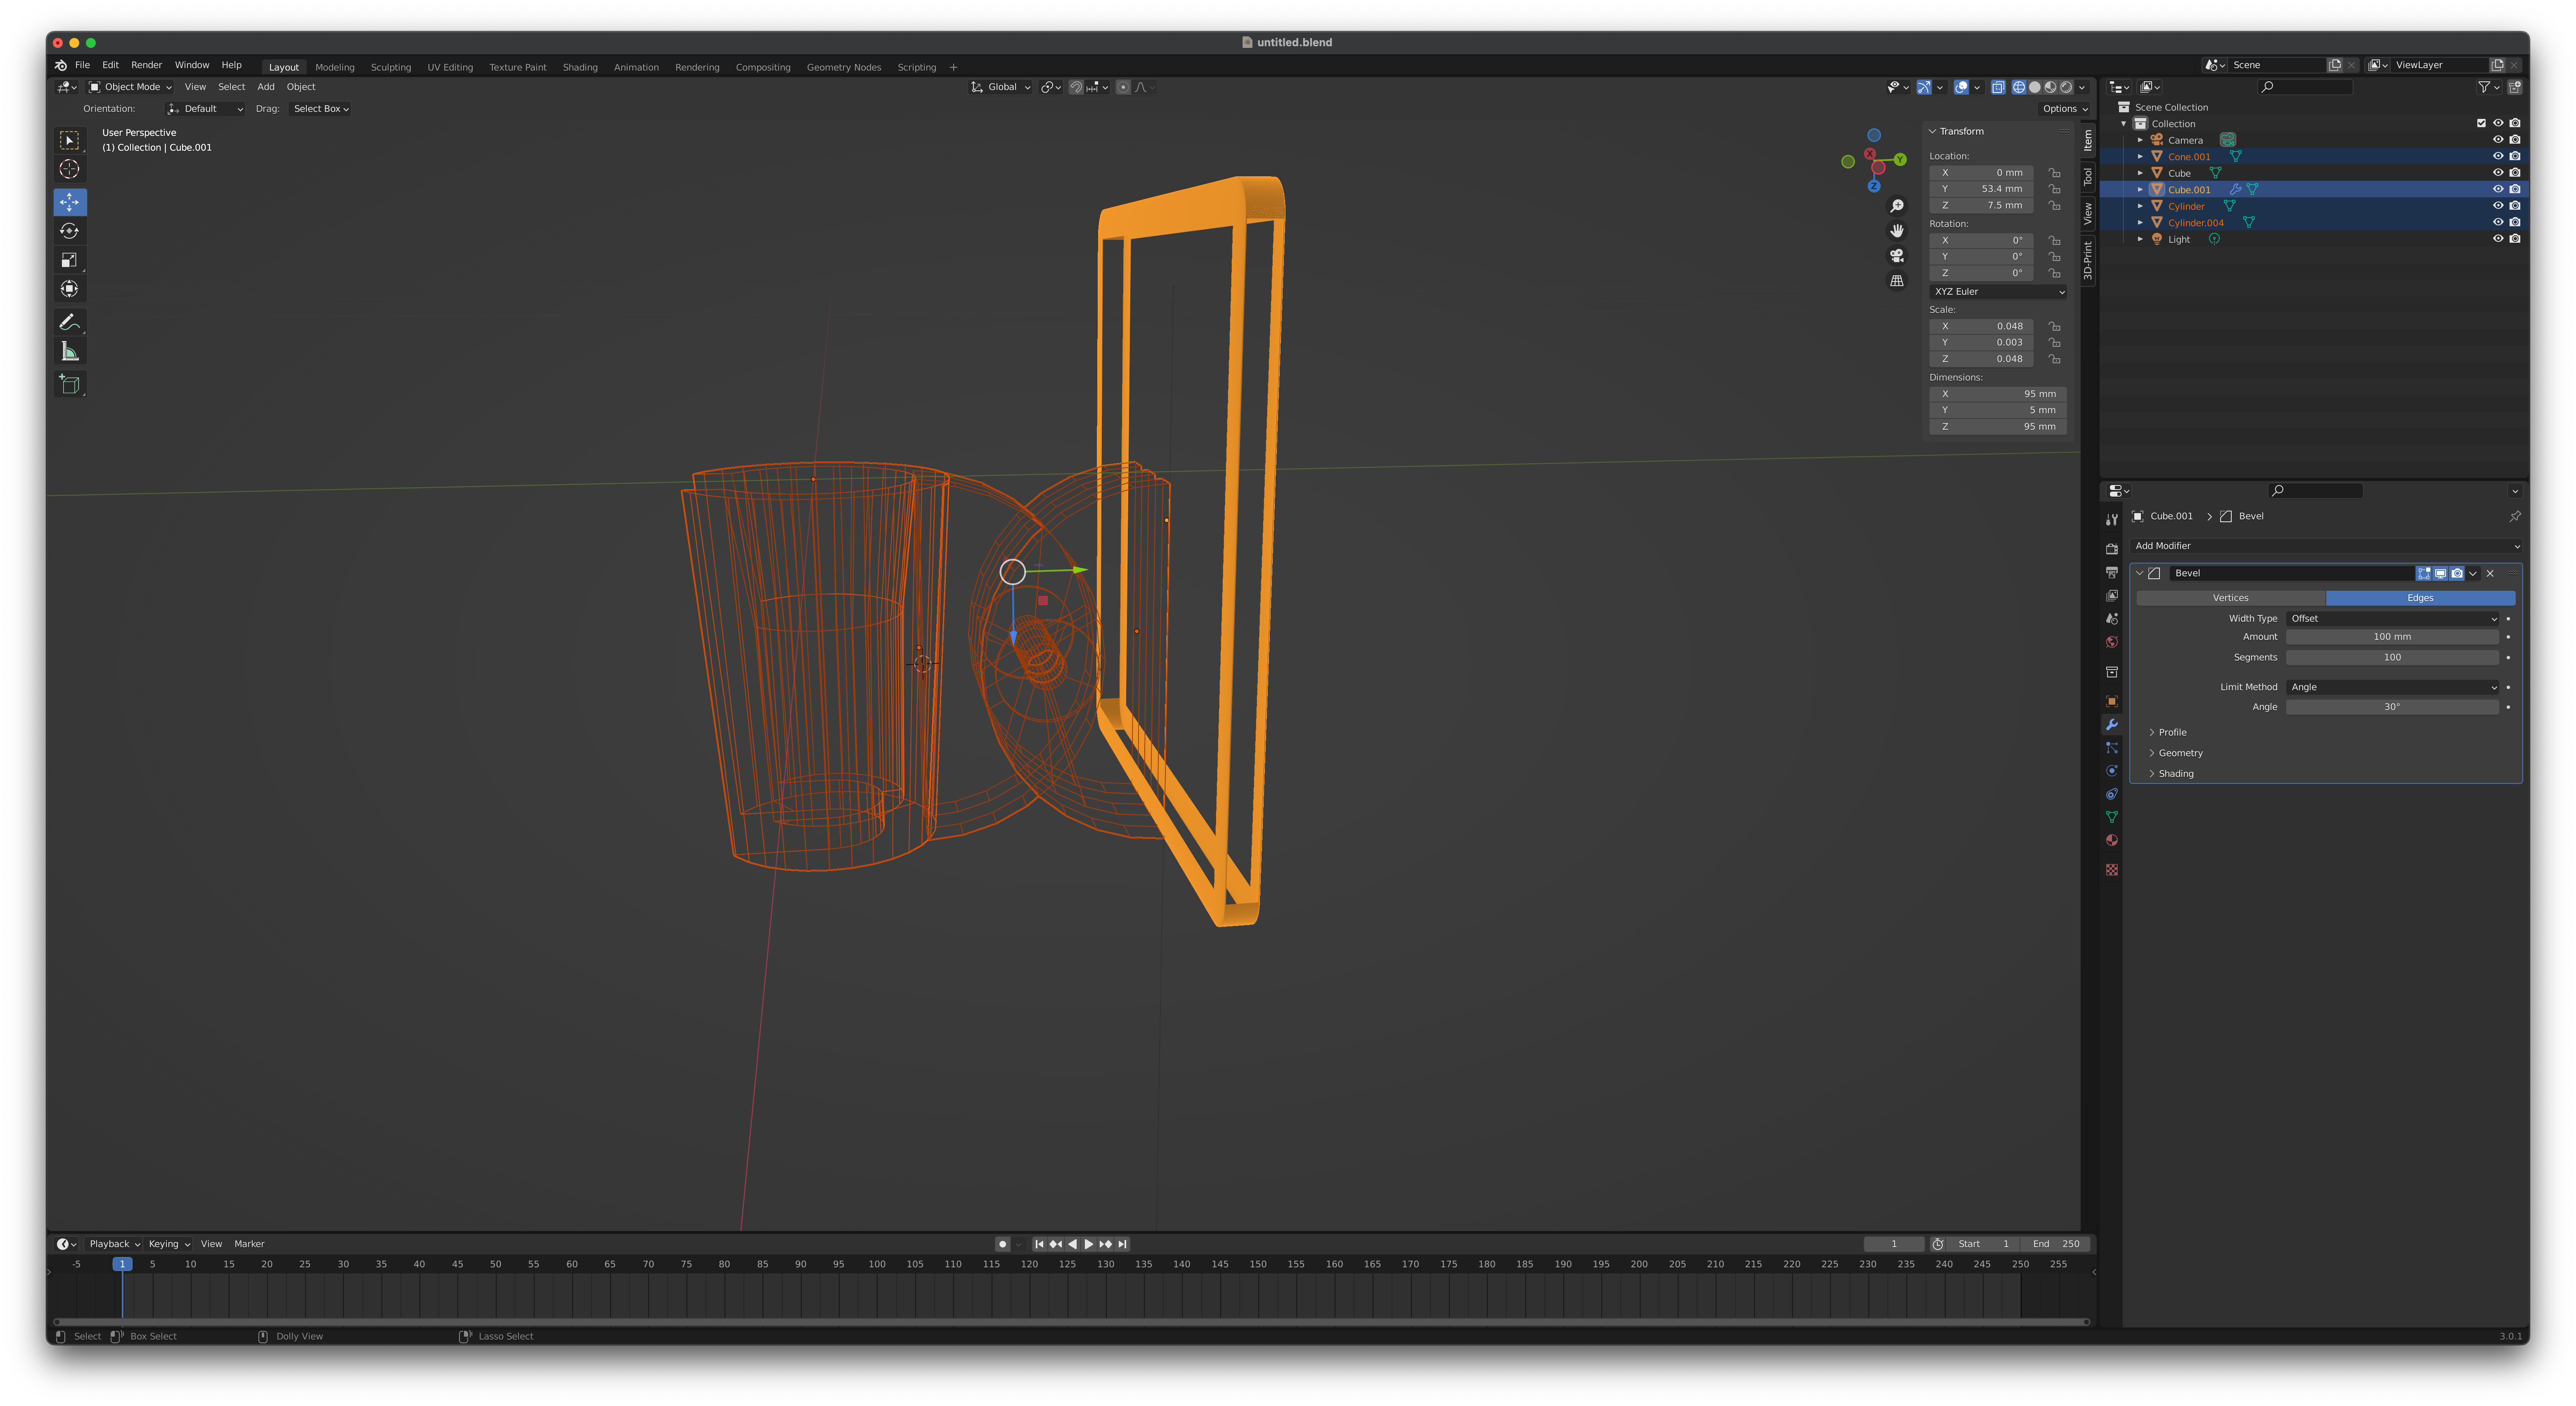 untitled.blend
File Edit Render Window Help Layout Modeling Sculpting UV Editing Texture Paint Shading Animation Rendering Compositing Geometry Nodes Scripting + Scene ViewLayer
Object Mode View Select Add Object Global
Orientation: Default Drag: Select Box Options
User Perspective
(1) Collection | Cube.001
X
Y
Z
Transform
Location:
X 0 mm
Y 53.4 mm
Z 7.5 mm
Rotation:
X 0°
Y 0°
Z 0°
XYZ Euler
Scale:
X 0.048
Y 0.003
Z 0.048
Dimensions:
X 95 mm
Y 5 mm
Z 95 mm
Item
Tool
View
3D-Print
Scene Collection
Collection
Camera
Cone.001
Cube
Cube.001
Cylinder
Cylinder.004
Light
Cube.001 > Bevel
Add Modifier
Bevel
Vertices Edges
Width Type Offset
Amount 100 mm
Segments 100
Limit Method Angle
Angle 30°
Profile
Geometry
Shading
Playback Keying View Marker 1 Start 1 End 250
-5 1 5 10 15 20 25 30 35 40 45 50 55 60 65 70 75 80 85 90 95 100 105 110 115 120 125 130 135 140 145 150 155 160 165 170 175 180 185 190 195 200 205 210 215 220 225 230 235 240 245 250 255
Select Box Select Dolly View Lasso Select 3.0.1